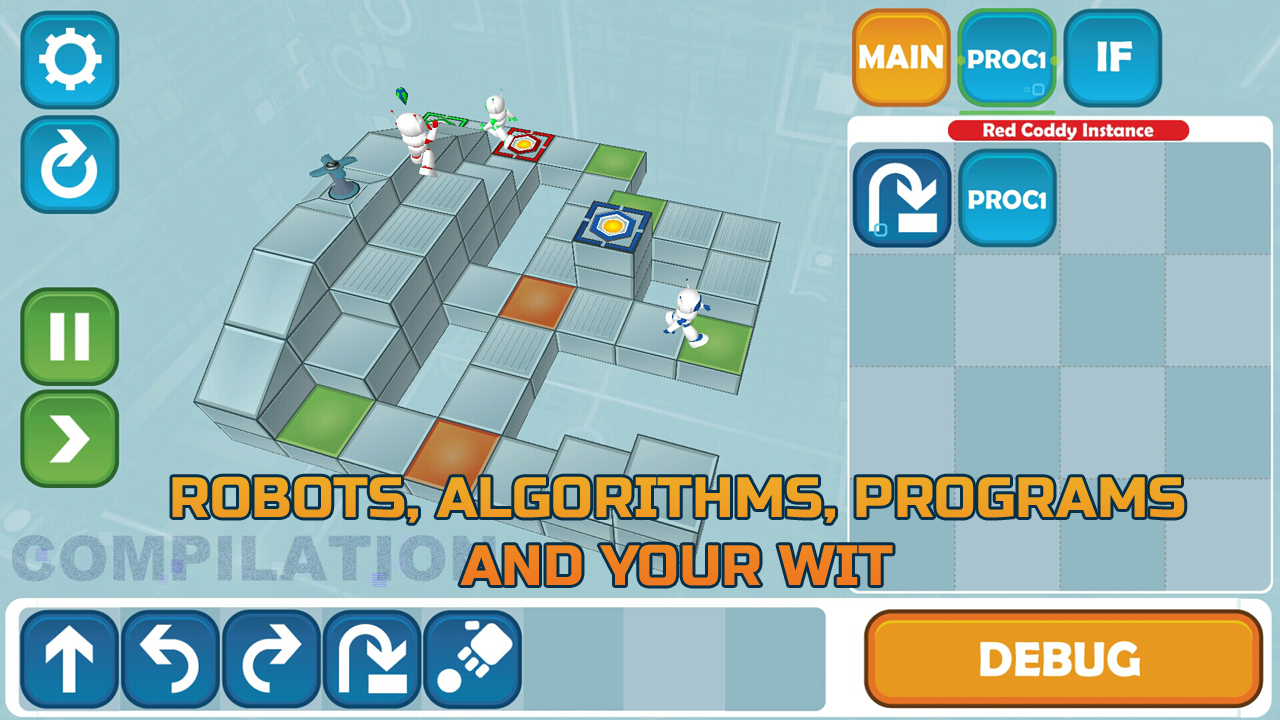 MAIN PROC1 IF
Red Coddy Instance
PROC1
ROBOTS, ALGORITHMS, PROGRAMS
AND YOUR WIT
COMPILATION
DEBUG